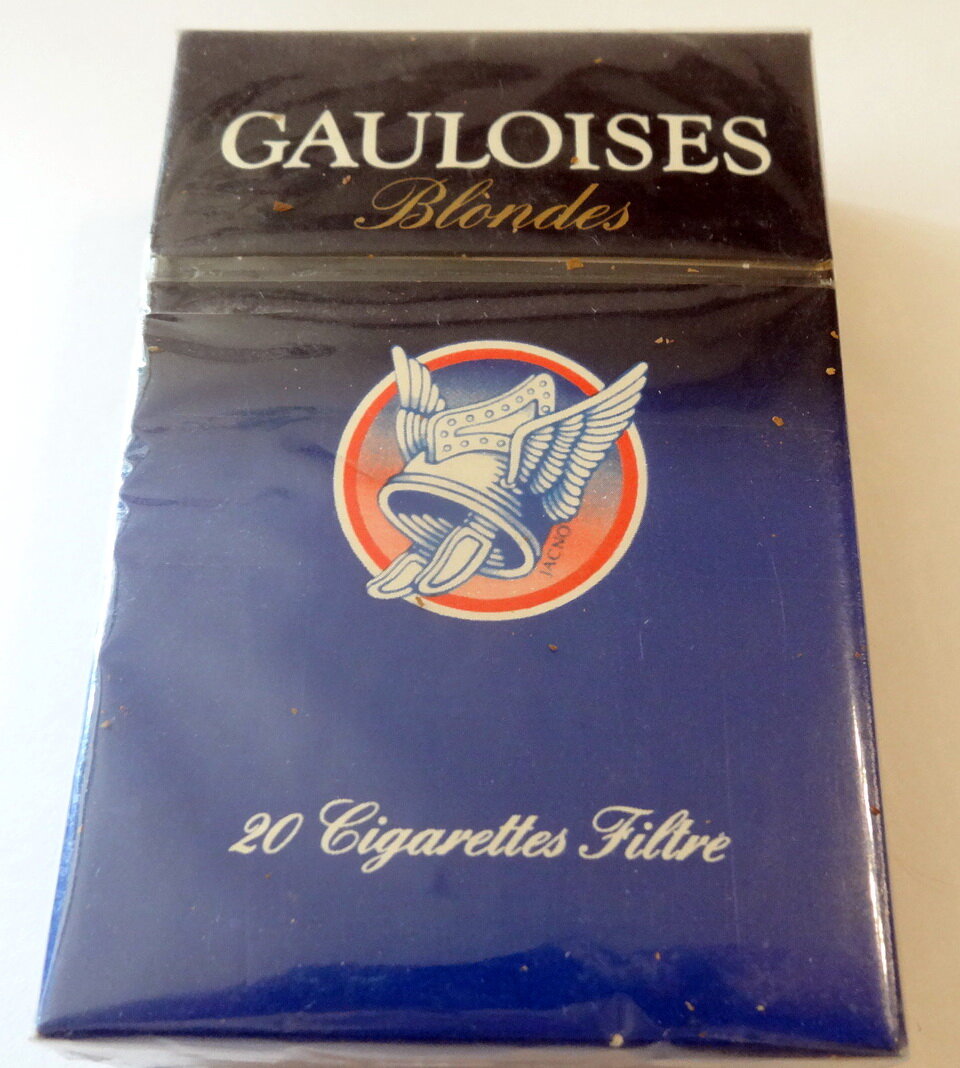 GAULOISES
Blondes
JACNO
20 Cigarettes Filtre